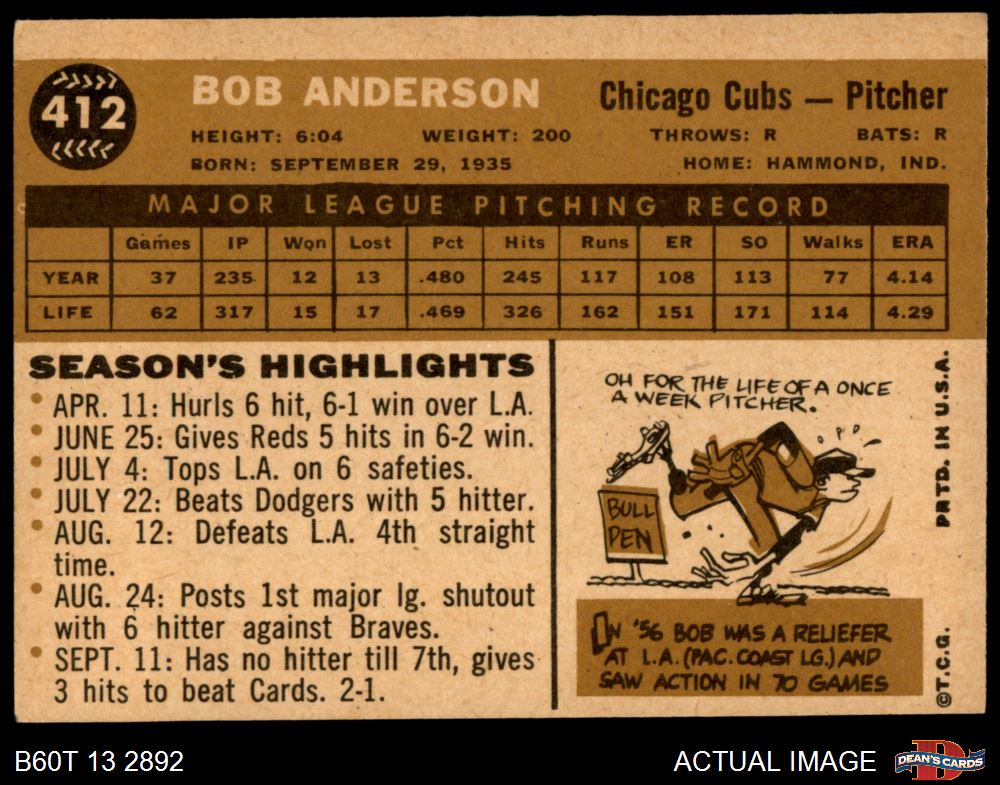 412
BOB ANDERSON
Chicago Cubs — Pitcher
HEIGHT: 6:04 WEIGHT: 200 THROWS: R BATS: R
BORN: SEPTEMBER 29, 1935 HOME: HAMMOND, IND.
MAJOR LEAGUE PITCHING RECORD
Games IP Won Lost Pct Hits Runs ER SO Walks ERA
YEAR 37 235 12 13 .480 245 117 108 113 77 4.14
LIFE 62 317 15 17 .469 326 162 151 171 114 4.29
SEASON'S HIGHLIGHTS
• APR. 11: Hurls 6 hit, 6-1 win over L.A.
• JUNE 25: Gives Reds 5 hits in 6-2 win.
• JULY 4: Tops L.A. on 6 safeties.
• JULY 22: Beats Dodgers with 5 hitter.
• AUG. 12: Defeats L.A. 4th straight
time.
• AUG. 24: Posts 1st major lg. shutout
with 6 hitter against Braves.
• SEPT. 11: Has no hitter till 7th, gives
3 hits to beat Cards. 2-1.
OH FOR THE LIFE OF A ONCE
A WEEK PITCHER.
BULL
PEN
IN '56 BOB WAS A RELIEFER
AT L.A. (PAC. COAST LG.) AND
SAW ACTION IN 70 GAMES
©T.C.G. PRTD. IN U.S.A.
B60T 13 2892
ACTUAL IMAGE
D
DEAN'S CARDS